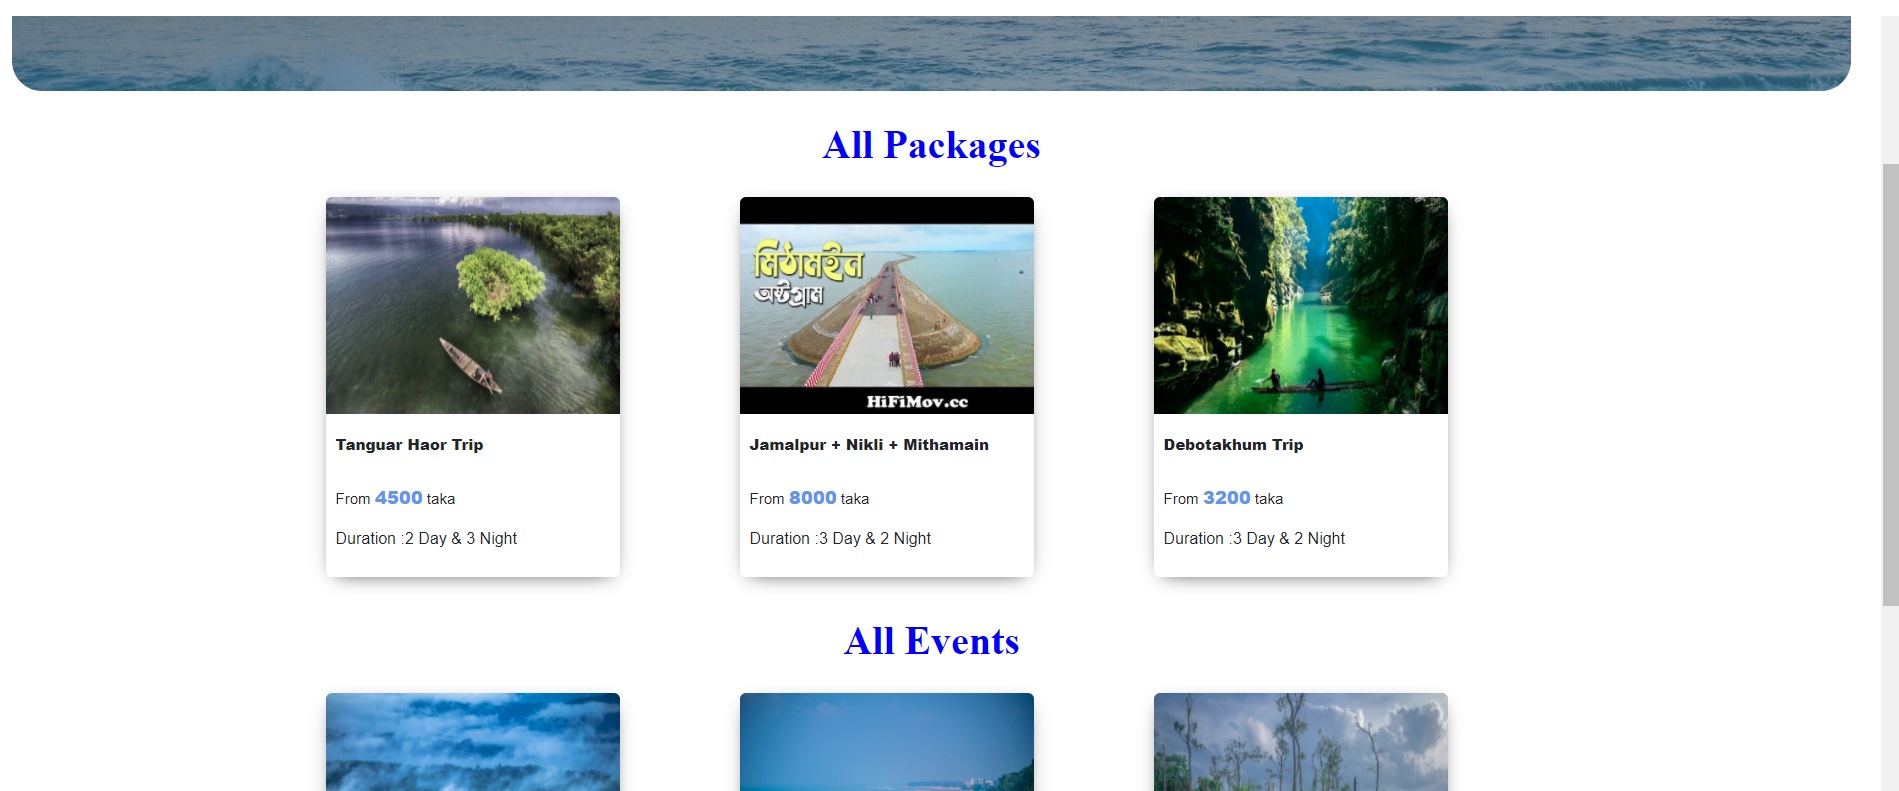 All Packages
মিঠামইন
অষ্টগ্রাম
HiFiMov.cc
Tanguar Haor Trip
From 4500 taka
Duration :2 Day & 3 Night
Jamalpur + Nikli + Mithamain
From 8000 taka
Duration :3 Day & 2 Night
Debotakhum Trip
From 3200 taka
Duration :3 Day & 2 Night
All Events